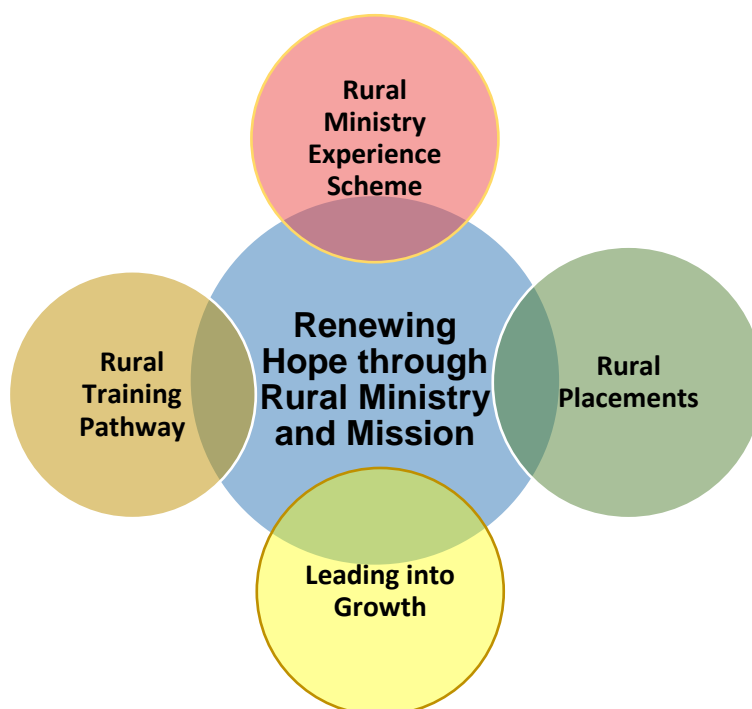 Rural
Ministry
Experience
Scheme
Renewing
Hope through
Rural Ministry
and Mission
Rural
Training
Pathway
Rural
Placements
Leading into
Growth